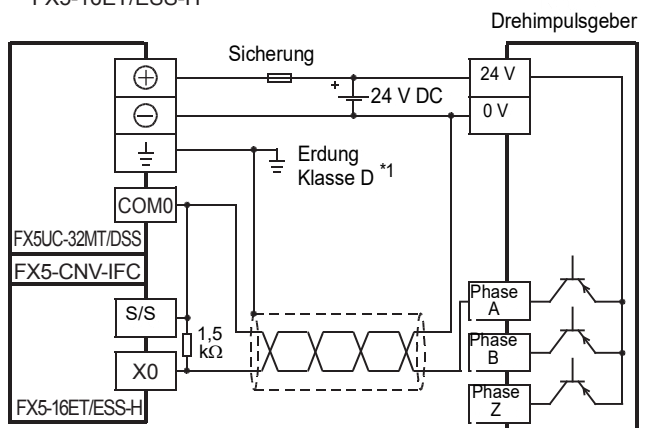 FX5-16ET/ESS-H
Drehimpulsgeber
Sicherung
24 V
+
24 V DC
0 V
Erdung
Klasse D *1
COM0
FX5UC-32MT/DSS
FX5-CNV-IFC
S/S
1,5
kΩ
X0
FX5-16ET/ESS-H
Phase
A
Phase
B
Phase
Z